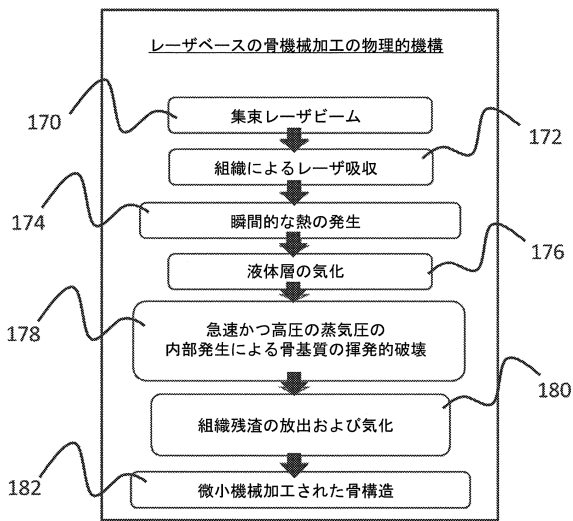 レーザベースの骨機械加工の物理的機構
170
集束レーザビーム
172
組織によるレーザ吸収
174
瞬間的な熱の発生
176
液体層の気化
178
急速かつ高圧の蒸気圧の
内部発生による骨基質の揮発的破壊
180
組織残渣の放出および気化
182
微小機械加工された骨構造